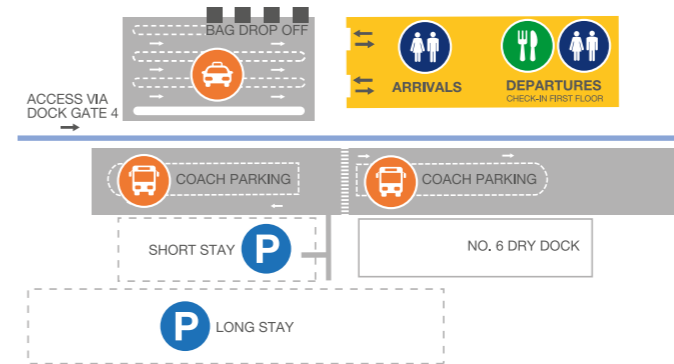 BAG DROP OFF
ARRIVALS
DEPARTURES
CHECK-IN FIRST FLOOR
ACCESS VIA
DOCK GATE 4
COACH PARKING
COACH PARKING
SHORT STAY P
NO. 6 DRY DOCK
P LONG STAY